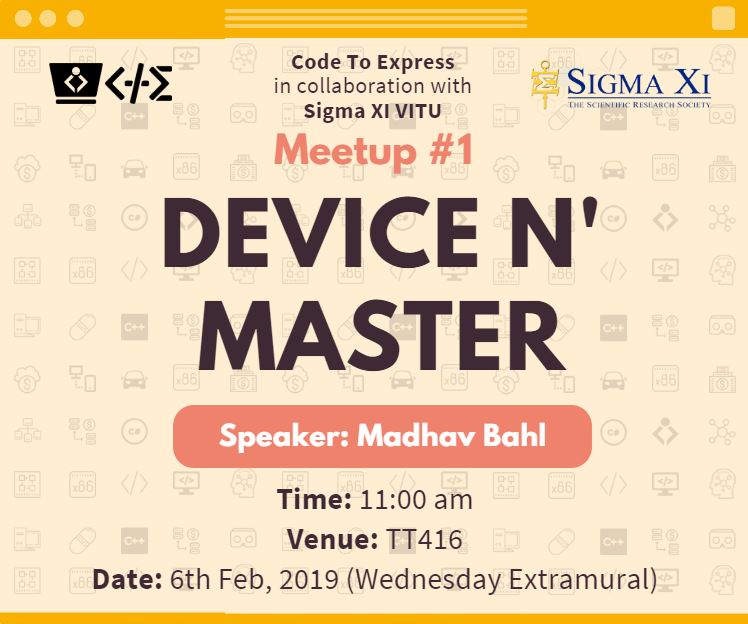 Code To Express
in collaboration with
Sigma XI VITU
SIGMA XI
THE SCIENTIFIC RESEARCH SOCIETY
Meetup #1
DEVICE N'
MASTER
Speaker: Madhav Bahl
Time: 11:00 am
Venue: TT416
Date: 6th Feb, 2019 (Wednesday Extramural)